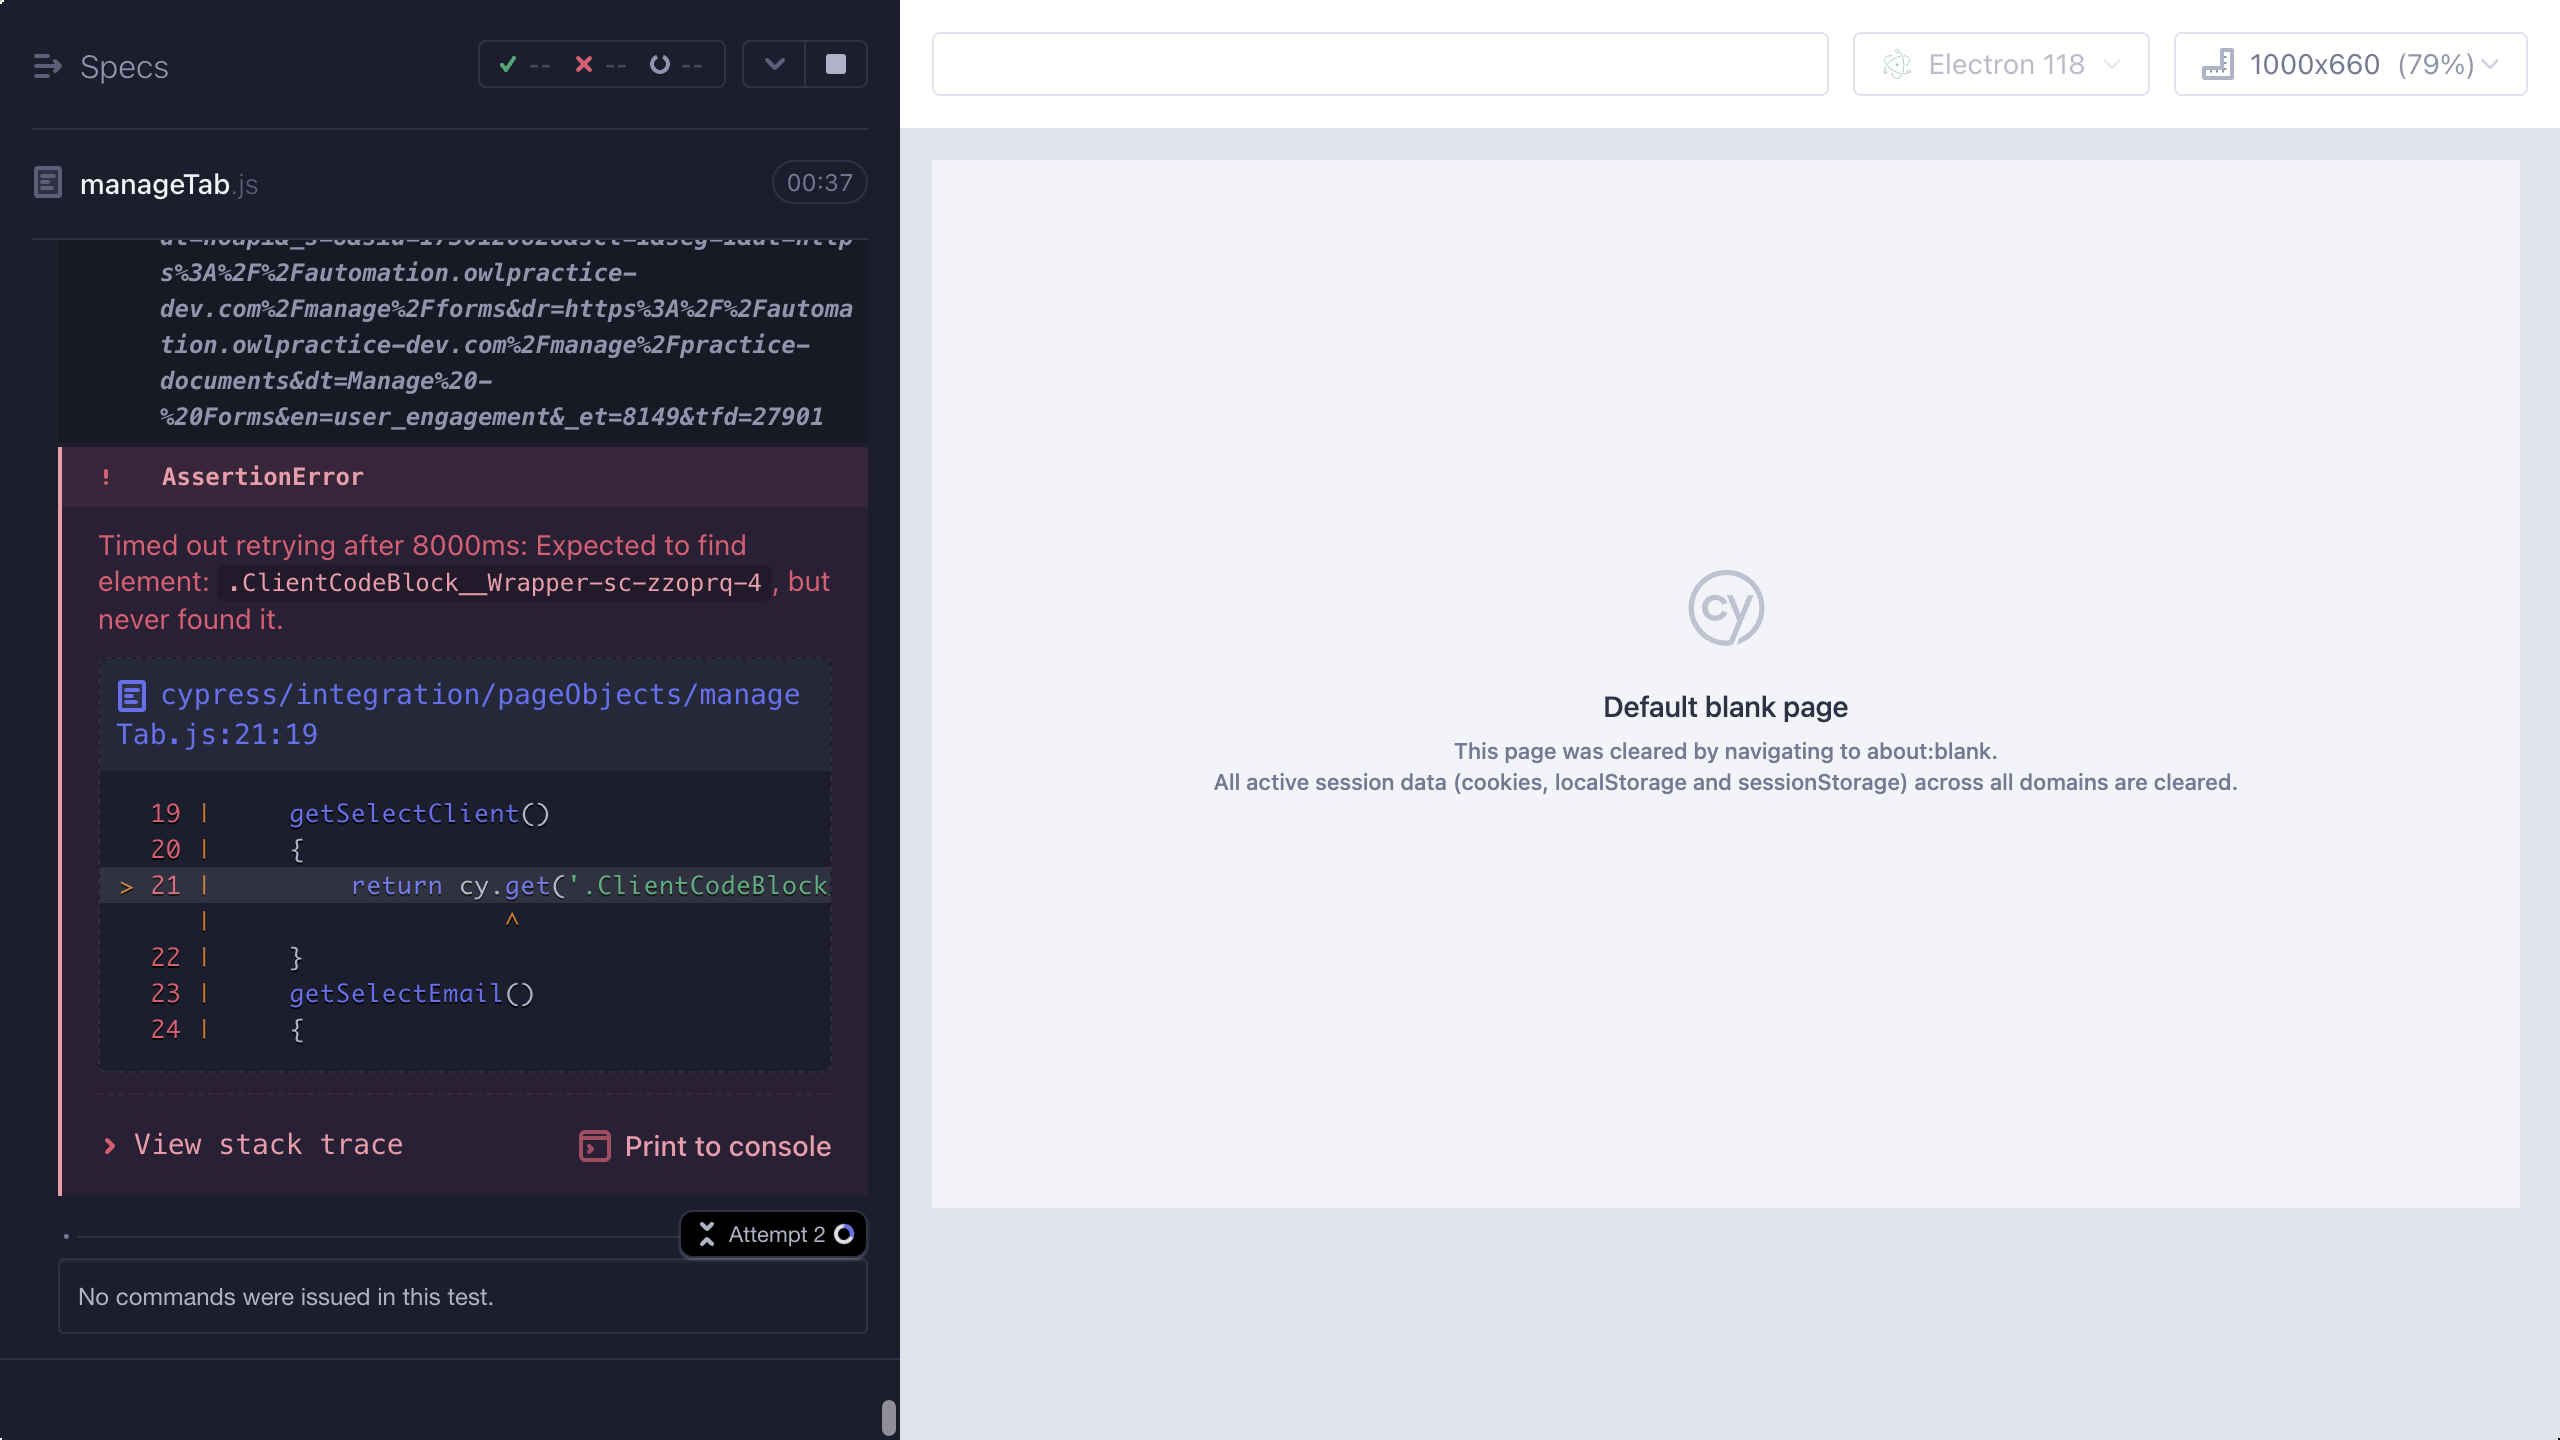 Specs
-- -- --
Electron 118
1000x660 (79%)
manageTab.js
00:37
s%3A%2F%2Fautomation.owlpractice-
dev.com%2Fmanage%2Fforms&dr=https%3A%2F%2Fautoma
tion.owlpractice-dev.com%2Fmanage%2Fpractice-
documents&dt=Manage%20-
%20Forms&en=user_engagement&_et=8149&tfd=27901
! AssertionError
Timed out retrying after 8000ms: Expected to find
element: .ClientCodeBlock__Wrapper-sc-zzoprq-4, but
never found it.
cypress/integration/pageObjects/manage
Tab.js:21:19
19 | getSelectClient()
20 | {
> 21 | return cy.get('.ClientCodeBlock
| ^
22 | }
23 | getSelectEmail()
24 | {
View stack trace
Print to console
Attempt 2
No commands were issued in this test.
cy
Default blank page
This page was cleared by navigating to about:blank.
All active session data (cookies, localStorage and sessionStorage) across all domains are cleared.